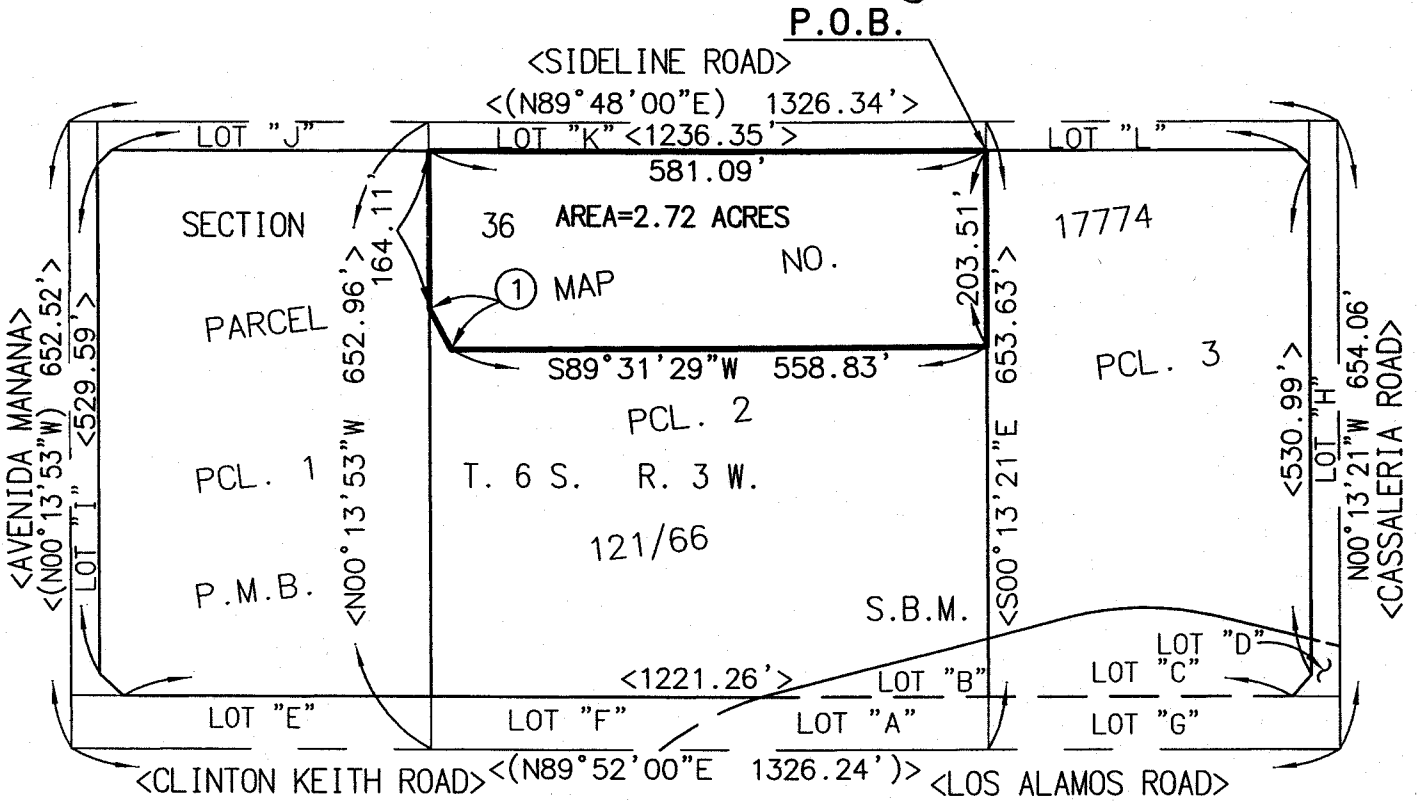 P.O.B.
<SIDELINE ROAD>
<(N89°48'00"E) 1326.34'>
LOT "J"
LOT "K" <1236.35'>
LOT "L"
581.09'
SECTION
36
AREA=2.72 ACRES
17774
164.11'
203.51'
NO.
1 MAP
PARCEL
<AVENIDA MANANA>
<(N00°13'53"W) 652.52'>
<529.59'>
LOT "I"
<N00°13'53"W 652.96'>
S89°31'29"W 558.83'
<S00°13'21"E 653.63'>
PCL. 3
<530.99'>
LOT "H"
N00°13'21"W 654.06'
<CASSALERIA ROAD>
PCL. 2
PCL. 1
T. 6 S. R. 3 W.
121/66
P.M.B.
S.B.M.
LOT "D"
<1221.26'>
LOT "B"
LOT "C"
LOT "E"
LOT "F"
LOT "A"
LOT "G"
<CLINTON KEITH ROAD>
<(N89°52'00"E 1326.24')>
<LOS ALAMOS ROAD>